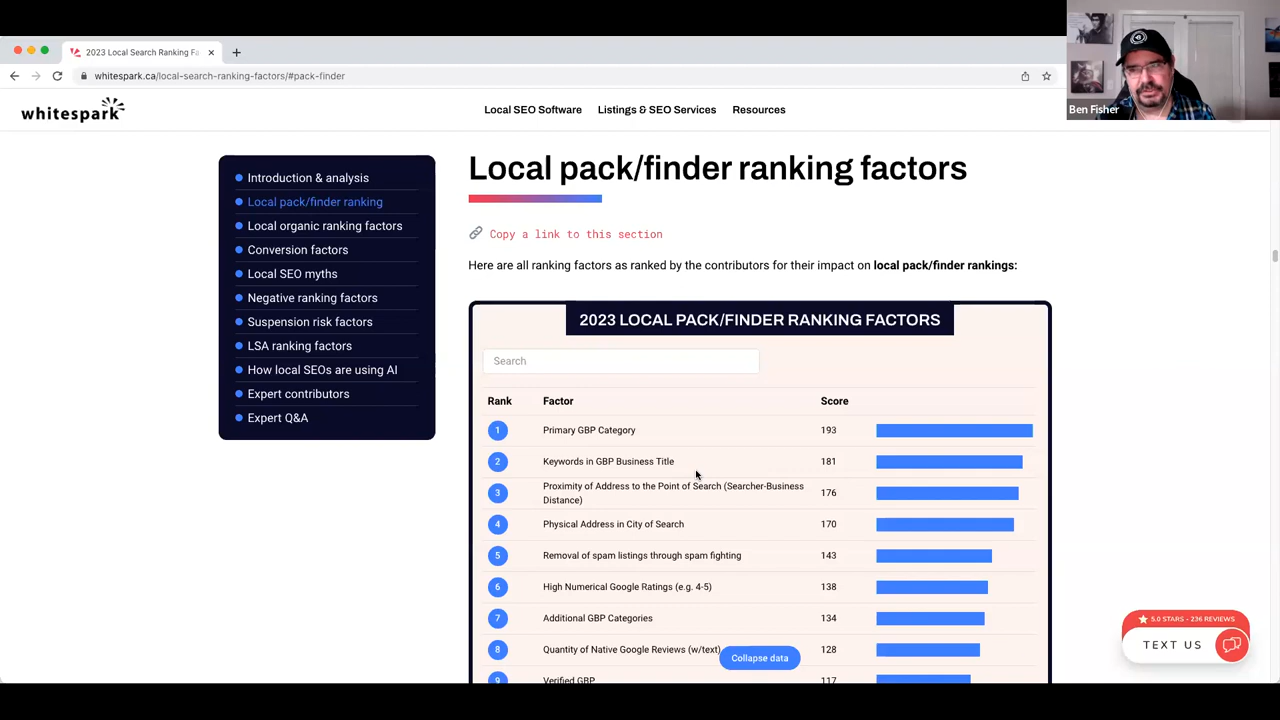 2023 Local Search Ranking Fa
whitespark.ca/local-search-ranking-factors/#pack-finder
Ben Fisher
whitespark
Local SEO Software
Listings & SEO Services
Resources
Introduction & analysis
Local pack/finder ranking
Local organic ranking factors
Conversion factors
Local SEO myths
Negative ranking factors
Suspension risk factors
LSA ranking factors
How local SEOs are using AI
Expert contributors
Expert Q&A
Local pack/finder ranking factors
Copy a link to this section
Here are all ranking factors as ranked by the contributors for their impact on local pack/finder rankings:
2023 LOCAL PACK/FINDER RANKING FACTORS
Search
Rank Factor Score
1 Primary GBP Category 193
2 Keywords in GBP Business Title 181
3 Proximity of Address to the Point of Search (Searcher-Business
Distance) 176
4 Physical Address in City of Search 170
5 Removal of spam listings through spam fighting 143
6 High Numerical Google Ratings (e.g. 4-5) 138
7 Additional GBP Categories 134
8 Quantity of Native Google Reviews (w/text) 128
Collapse data
9 Verified GBP 117
5.0 STARS - 236 REVIEWS
TEXT US